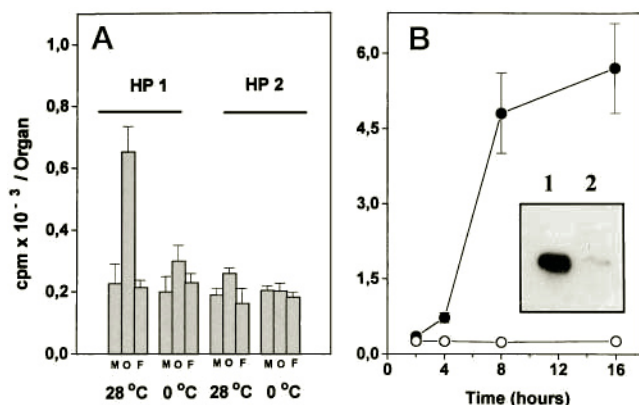 A
B
HP 1
HP 2
1,0
0,8
0,6
0,4
0,2
0,0
cpm x 10 -3 / Organ
M O F M O F M O F M O F
28 °C 0 °C 28 °C 0 °C
6,0
4,5
3,0
1,5
0,0
1 2
0 4 8 12 16
Time (hours)